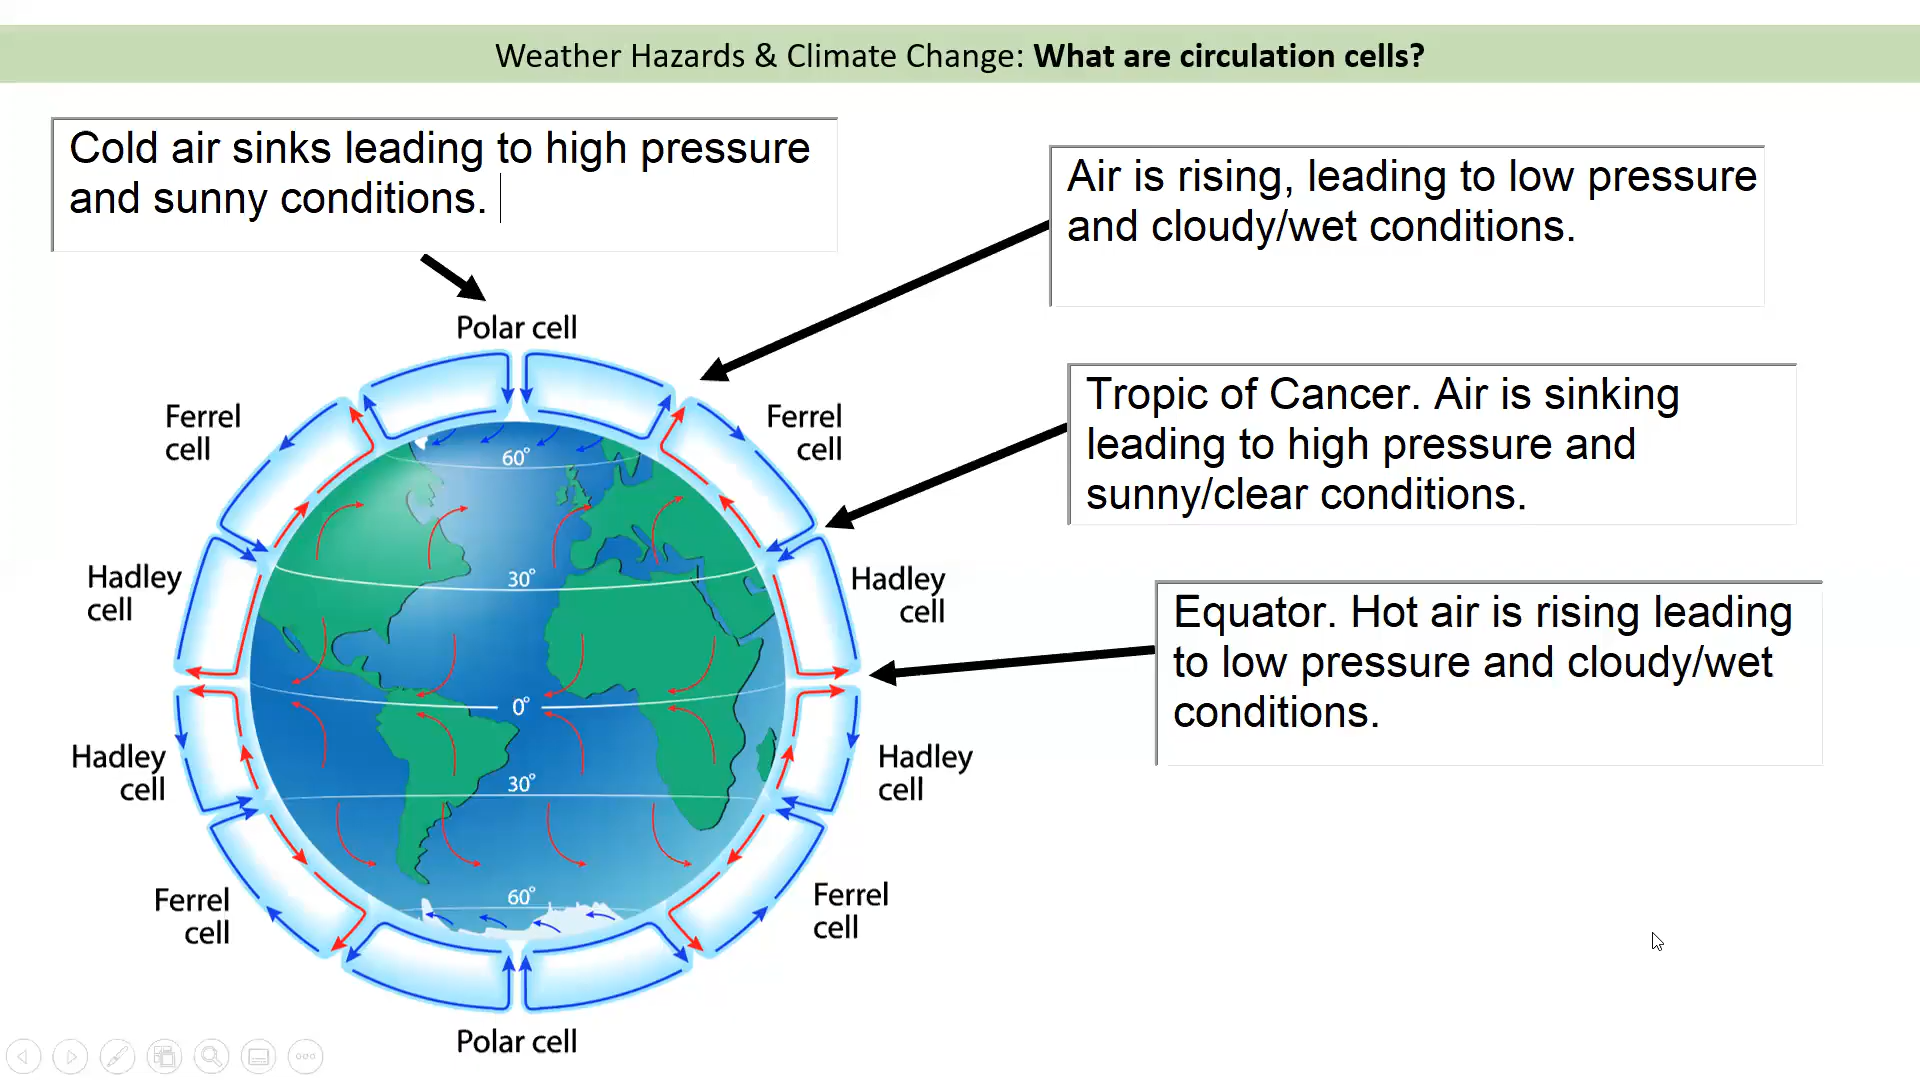 Weather Hazards & Climate Change: What are circulation cells?
Cold air sinks leading to high pressure
and sunny conditions.
Air is rising, leading to low pressure
and cloudy/wet conditions.
Polar cell
Tropic of Cancer. Air is sinking
leading to high pressure and
sunny/clear conditions.
Ferrel
cell
Ferrel
cell
60°
Hadley
cell
30°
Hadley
cell
Equator. Hot air is rising leading
to low pressure and cloudy/wet
conditions.
0°
Hadley
cell
30°
Hadley
cell
Ferrel
cell
60°
Ferrel
cell
Polar cell